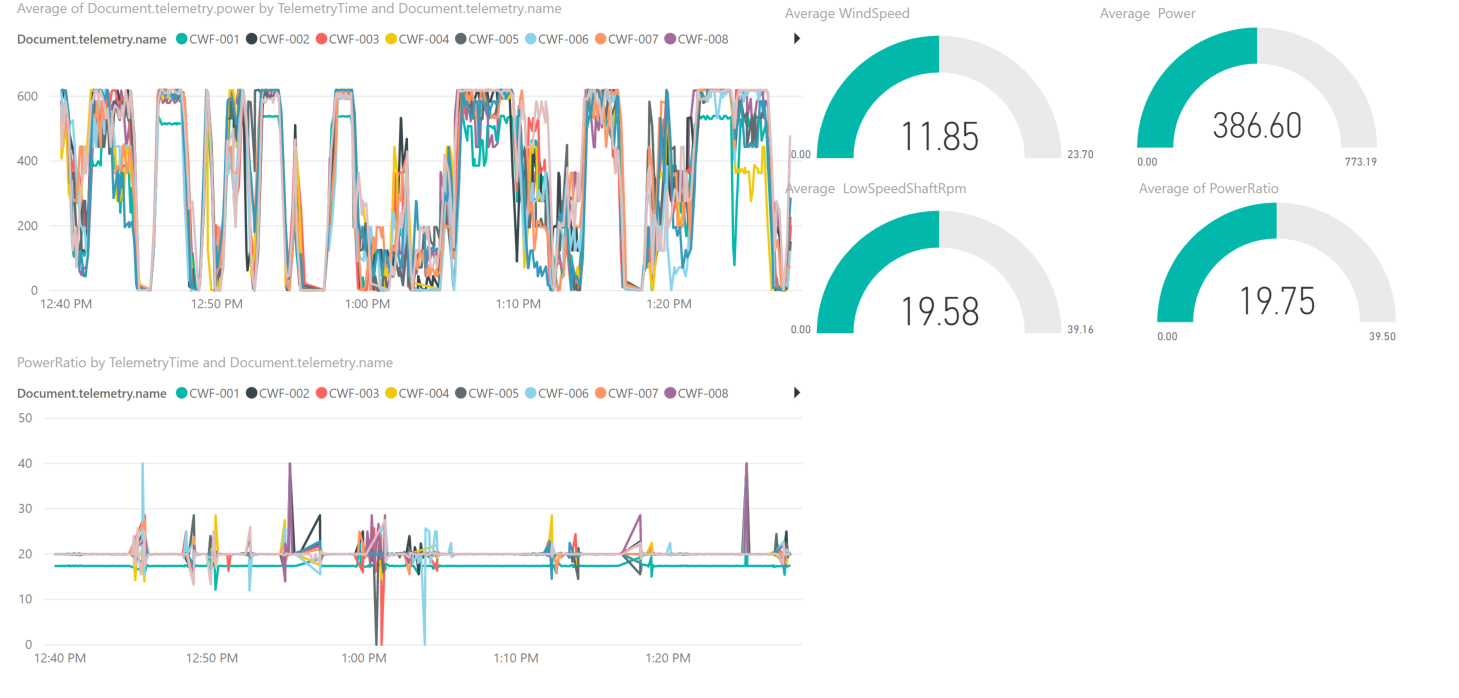 Average of Document.telemetry.power by TelemetryTime and Document.telemetry.name
Document.telemetry.name CWF-001 CWF-002 CWF-003 CWF-004 CWF-005 CWF-006 CWF-007 CWF-008
600
400
200
0
12:40 PM 12:50 PM 1:00 PM 1:10 PM 1:20 PM
Average WindSpeed
11.85
0.00 23.70
Average Power
386.60
0.00 773.19
Average LowSpeedShaftRpm
19.58
0.00 39.16
Average of PowerRatio
19.75
0.00 39.50
PowerRatio by TelemetryTime and Document.telemetry.name
Document.telemetry.name CWF-001 CWF-002 CWF-003 CWF-004 CWF-005 CWF-006 CWF-007 CWF-008
50
40
30
20
10
0
12:40 PM 12:50 PM 1:00 PM 1:10 PM 1:20 PM